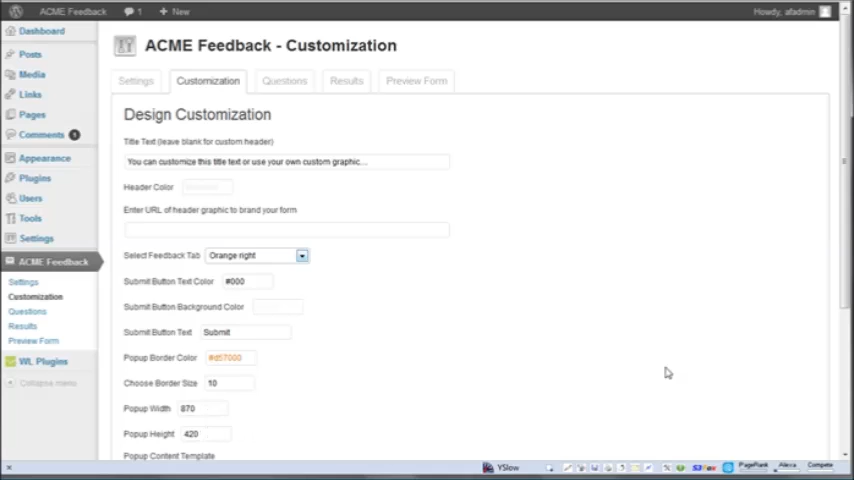 ACME Feedback 1 + New Howdy, afadmin
Dashboard
Posts
Media
Links
Pages
Comments 1
Appearance
Plugins
Users
Tools
Settings
ACME Feedback
Settings
Customization
Questions
Results
Preview Form
WL Plugins
Collapse menu
ACME Feedback - Customization
Settings Customization Questions Results Preview Form
Design Customization
Title Text (leave blank for custom header)
You can customize this title text or use your own custom graphic...
Header Color
Enter URL of header graphic to brand your form
Select Feedback Tab Orange right
Submit Button Text Color #000
Submit Button Background Color
Submit Button Text Submit
Popup Border Color #d57000
Choose Border Size 10
Popup Width 870
Popup Height 420
Popup Content Template
YSlow PageRank Alexa Compete